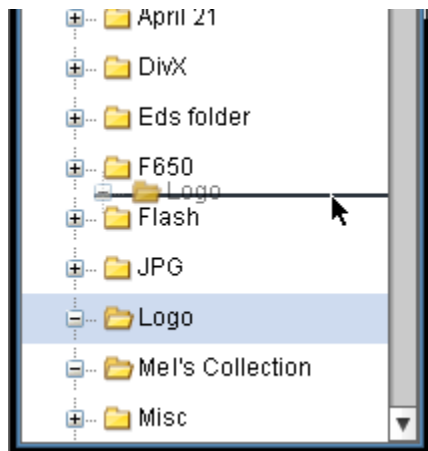 April 21
DivX
Eds folder
F650
Logo
Flash
JPG
Logo
Mel's Collection
Misc